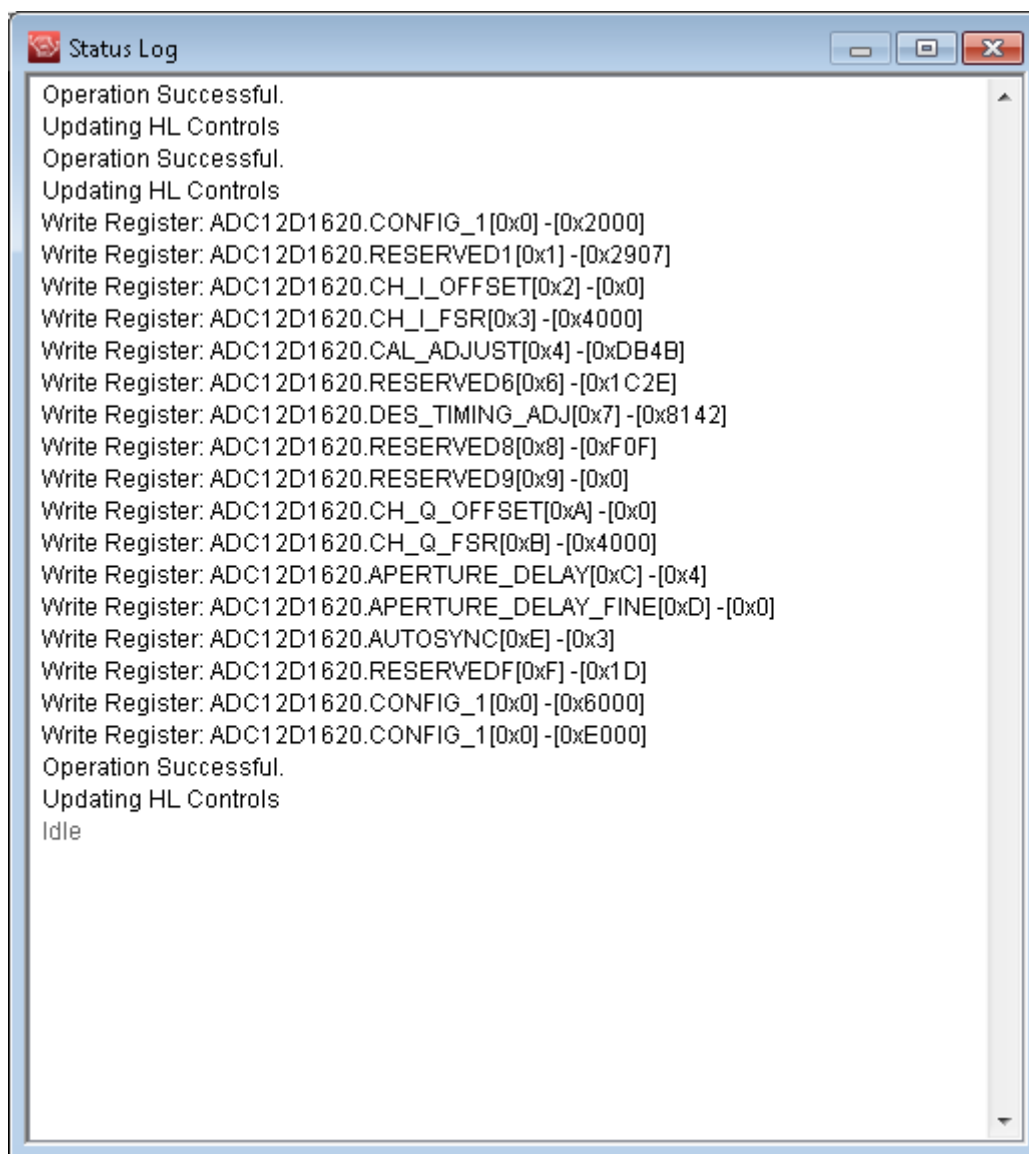 Status Log
Operation Successful.
Updating HL Controls
Operation Successful.
Updating HL Controls
Write Register: ADC12D1620.CONFIG_1[0x0] -[0x2000]
Write Register: ADC12D1620.RESERVED1[0x1] -[0x2907]
Write Register: ADC12D1620.CH_I_OFFSET[0x2] -[0x0]
Write Register: ADC12D1620.CH_I_FSR[0x3] -[0x4000]
Write Register: ADC12D1620.CAL_ADJUST[0x4] -[0xDB4B]
Write Register: ADC12D1620.RESERVED6[0x6] -[0x1C2E]
Write Register: ADC12D1620.DES_TIMING_ADJ[0x7] -[0x8142]
Write Register: ADC12D1620.RESERVED8[0x8] -[0xF0F]
Write Register: ADC12D1620.RESERVED9[0x9] -[0x0]
Write Register: ADC12D1620.CH_Q_OFFSET[0xA] -[0x0]
Write Register: ADC12D1620.CH_Q_FSR[0xB] -[0x4000]
Write Register: ADC12D1620.APERTURE_DELAY[0xC] -[0x4]
Write Register: ADC12D1620.APERTURE_DELAY_FINE[0xD] -[0x0]
Write Register: ADC12D1620.AUTOSYNC[0xE] -[0x3]
Write Register: ADC12D1620.RESERVEDF[0xF] -[0x1D]
Write Register: ADC12D1620.CONFIG_1[0x0] -[0x6000]
Write Register: ADC12D1620.CONFIG_1[0x0] -[0xE000]
Operation Successful.
Updating HL Controls
Idle